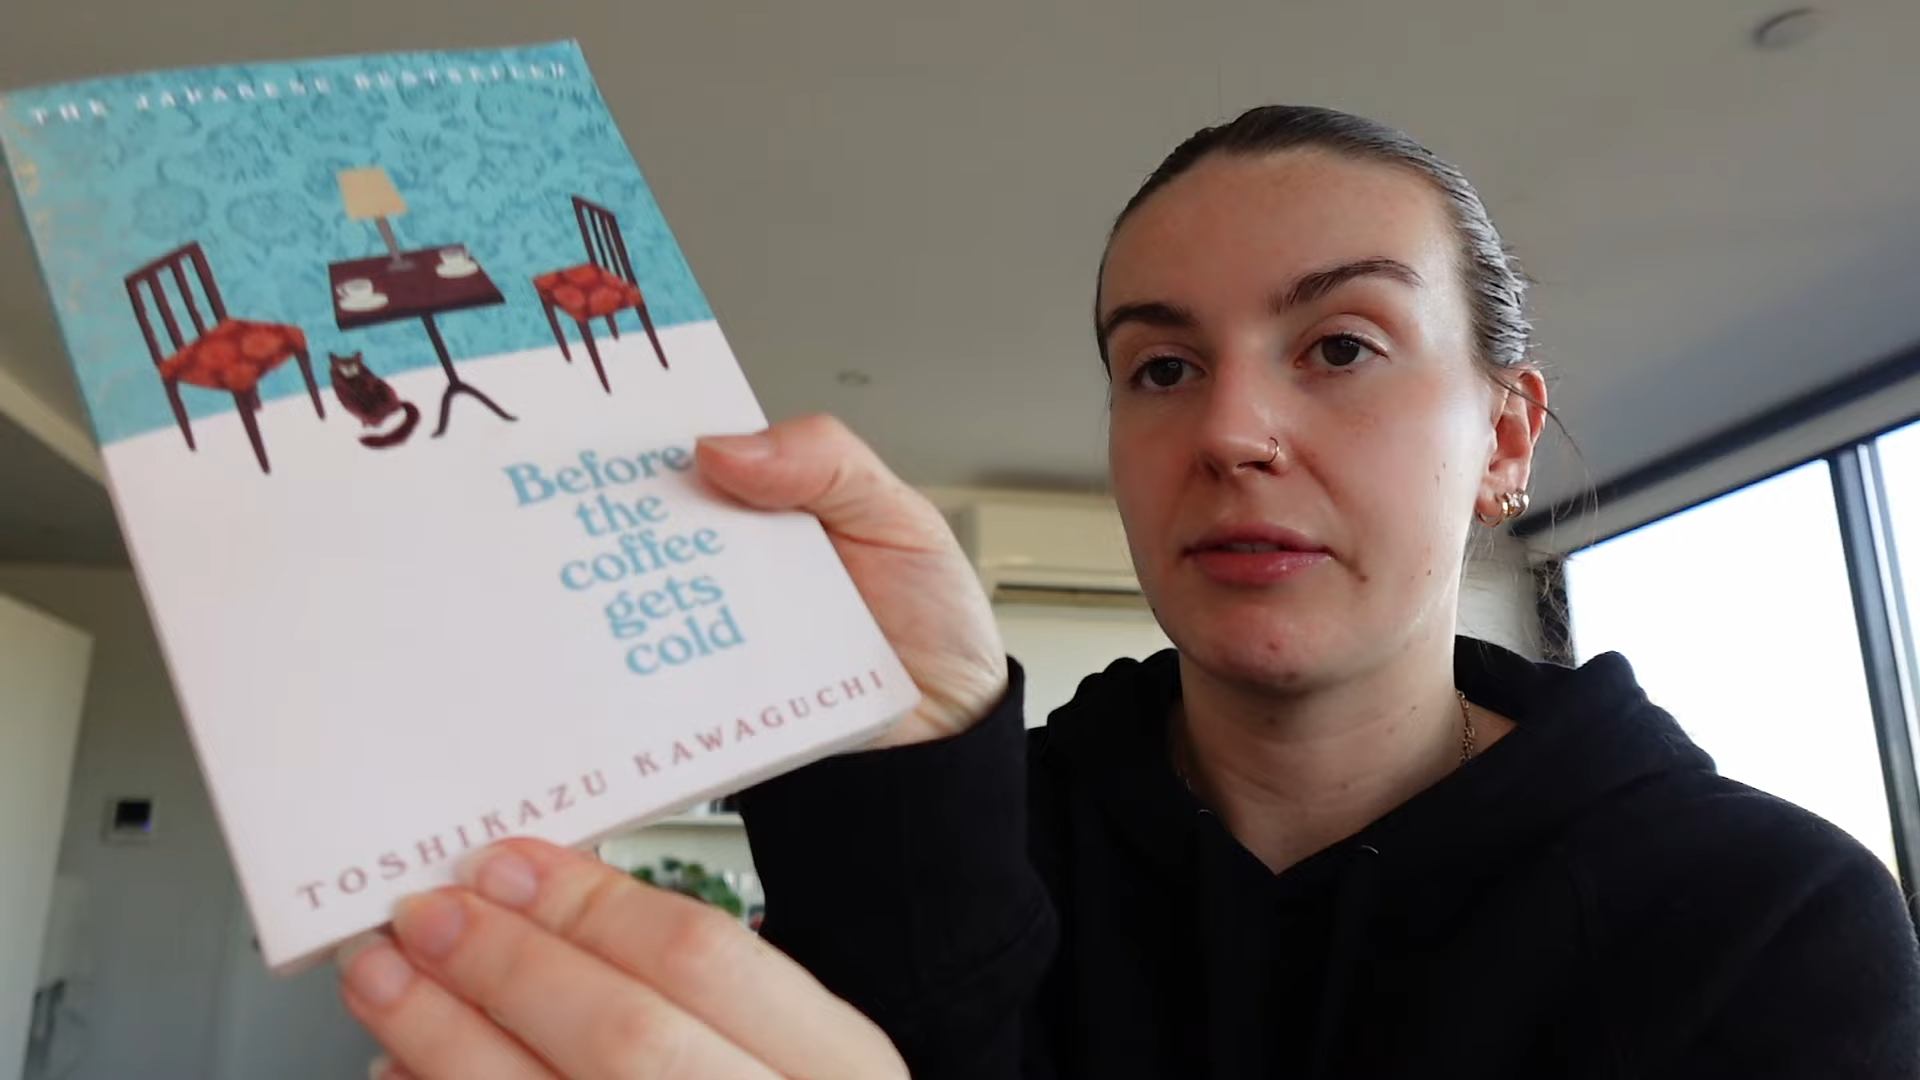 THE JAPANESE BESTSELLER
Before
the
coffee
gets
cold
TOSHIKAZU KAWAGUCHI